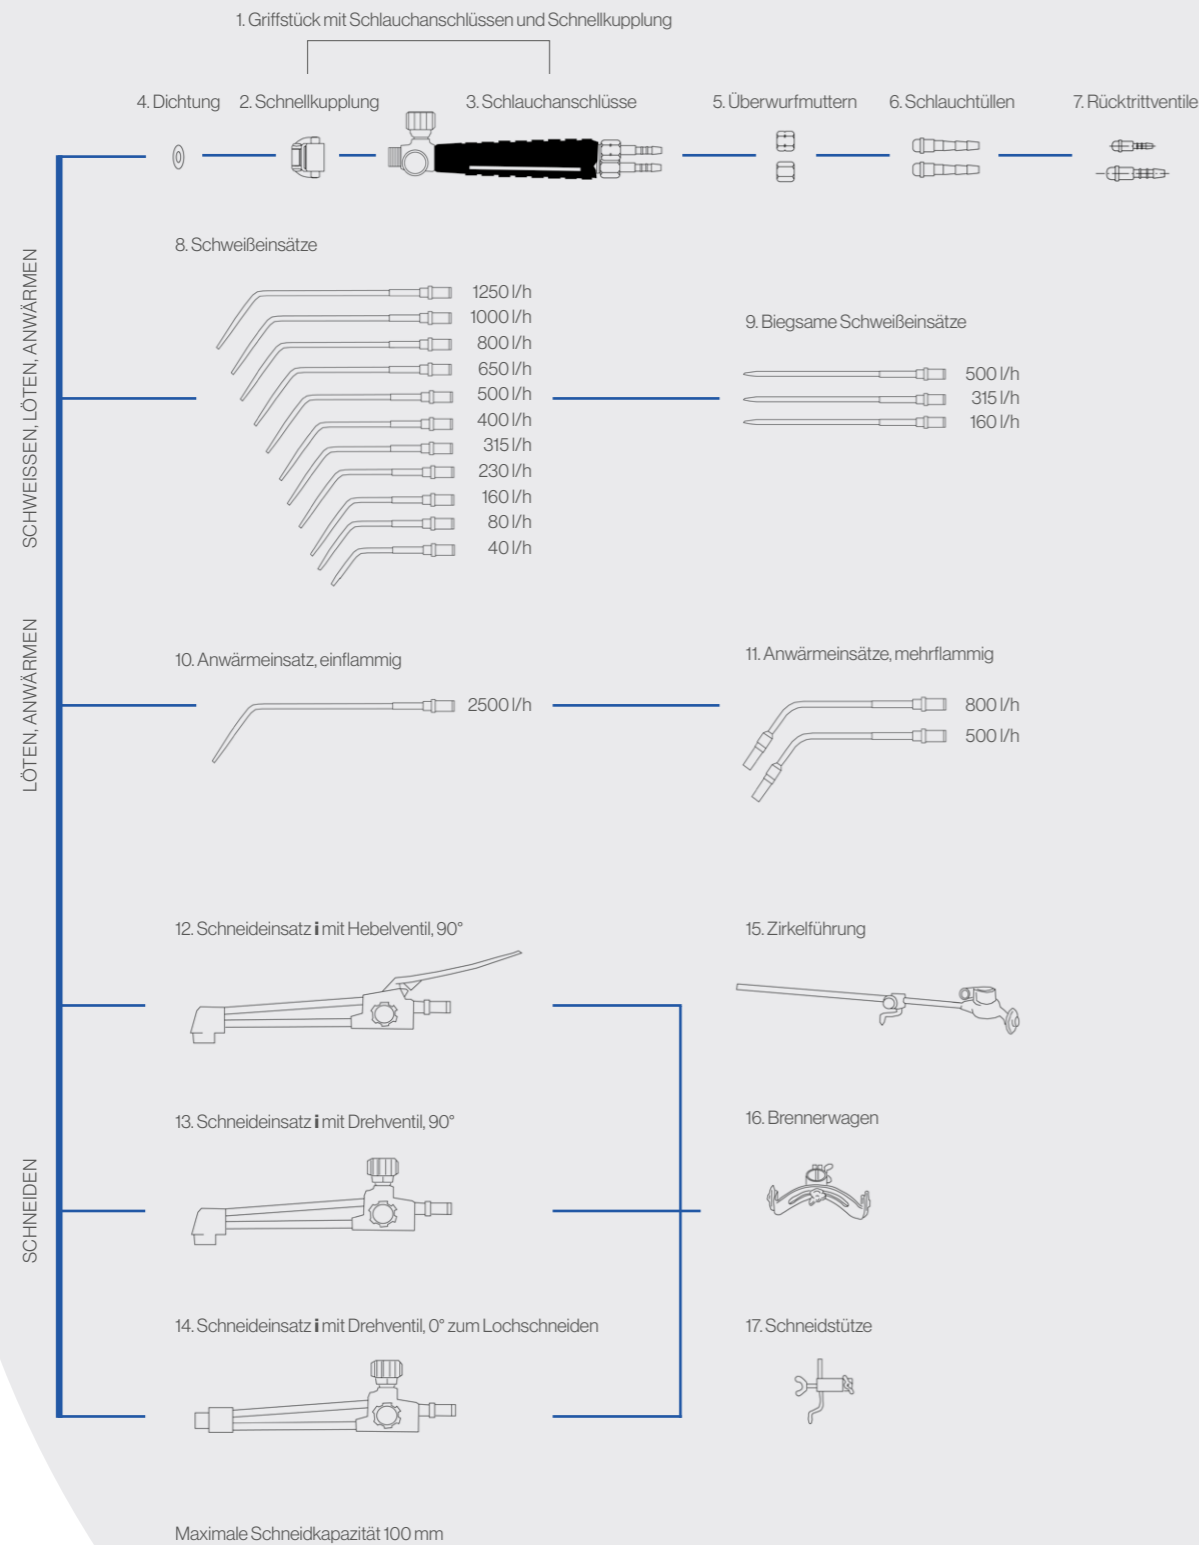 1. Griffstück mit Schlauchanschlüssen und Schnellkupplung
4. Dichtung
2. Schnellkupplung
3. Schlauchanschlüsse
5. Überwurfmuttern
6. Schlauchtüllen
7. Rücktrittventile
SCHWEISSEN, LÖTEN, ANWÄRMEN
8. Schweißeinsätze
1250 l/h
1000 l/h
800 l/h
650 l/h
500 l/h
400 l/h
315 l/h
230 l/h
160 l/h
80 l/h
40 l/h
9. Biegsame Schweißeinsätze
500 l/h
315 l/h
160 l/h
LÖTEN, ANWÄRMEN
10. Anwärmeinsatz, einflammig
2500 l/h
11. Anwärmeinsätze, mehrflammig
800 l/h
500 l/h
SCHNEIDEN
12. Schneideinsatz i mit Hebelventil, 90°
15. Zirkelführung
13. Schneideinsatz i mit Drehventil, 90°
16. Brennerwagen
14. Schneideinsatz i mit Drehventil, 0° zum Lochschneiden
17. Schneidstütze
Maximale Schneidkapazität 100 mm